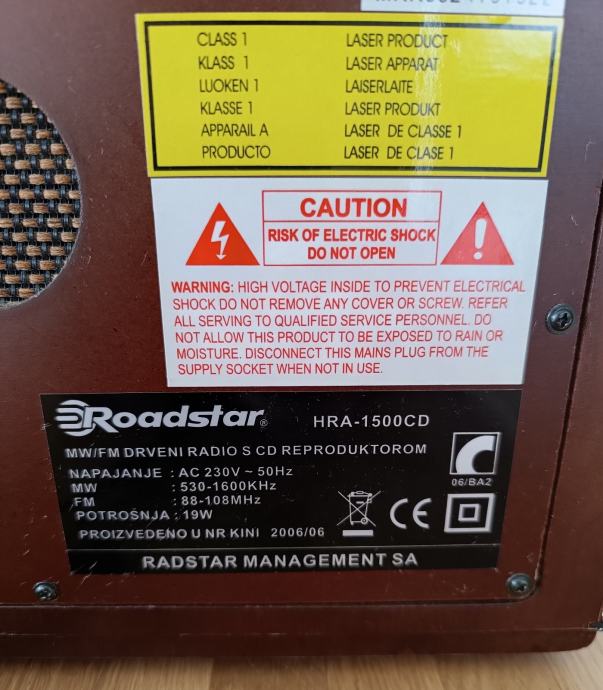 CLASS 1 LASER PRODUCT
KLASS 1 LASER APPARAT
LUOKEN 1 LAISERLAITE
KLASSE 1 LASER PRODUKT
APPARAIL A LASER DE CLASSE 1
PRODUCTO LASER DE CLASE 1
CAUTION
RISK OF ELECTRIC SHOCK
DO NOT OPEN
WARNING: HIGH VOLTAGE INSIDE TO PREVENT ELECTRICAL
SHOCK DO NOT REMOVE ANY COVER OR SCREW. REFER
ALL SERVING TO QUALIFIED SERVICE PERSONNEL. DO
NOT ALLOW THIS PRODUCT TO BE EXPOSED TO RAIN OR
MOISTURE. DISCONNECT THIS MAINS PLUG FROM THE
SUPPLY SOCKET WHEN NOT IN USE.
Roadstar® HRA-1500CD
MW/FM DRVENI RADIO S CD REPRODUKTOROM
NAPAJANJE : AC 230V ~ 50Hz
MW : 530-1600KHz
FM : 88-108MHz
POTROŠNJA : 19W
PROIZVEDENO U NR KINI 2006/06
06/BA2
CE
RADSTAR MANAGEMENT SA